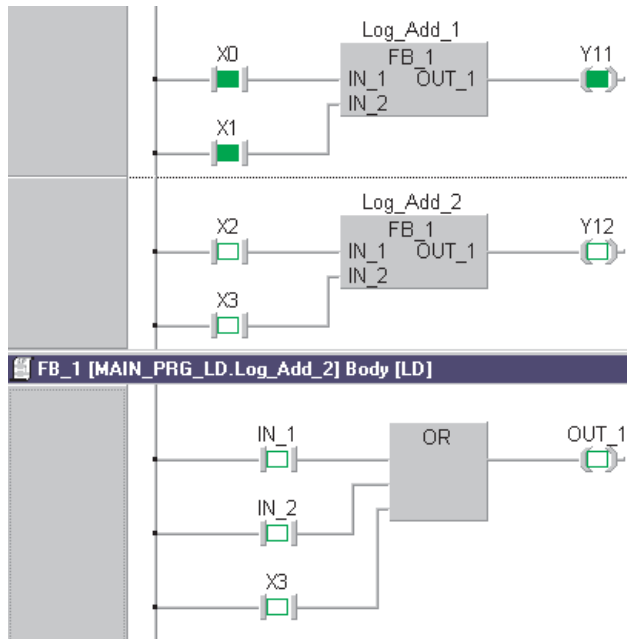 Log_Add_1
X0 FB_1 Y11
IN_1 OUT_1
IN_2
X1
Log_Add_2
X2 FB_1 Y12
IN_1 OUT_1
IN_2
X3
FB_1 [MAIN_PRG_LD.Log_Add_2] Body [LD]
IN_1 OR OUT_1
IN_2
X3